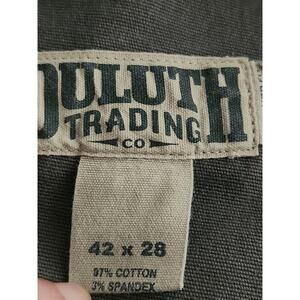 DULUTH
TRADING
CO
42 x 28
97% COTTON
3% SPANDEX